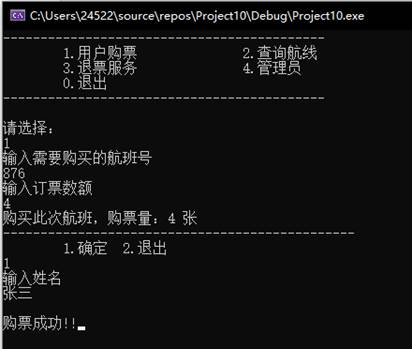 C:\Users\24522\source\repos\Project10\Debug\Project10.exe
------------------------------------------
1.用户购票 2.查询航线
3.退票服务 4.管理员
0.退出
------------------------------------------
请选择：
1
输入需要购买的航班号
876
输入订票数额
4
购买此次航班，购票量：4 张
----------------------------------------------
1.确定 2.退出
1
输入姓名
张三
购票成功!!